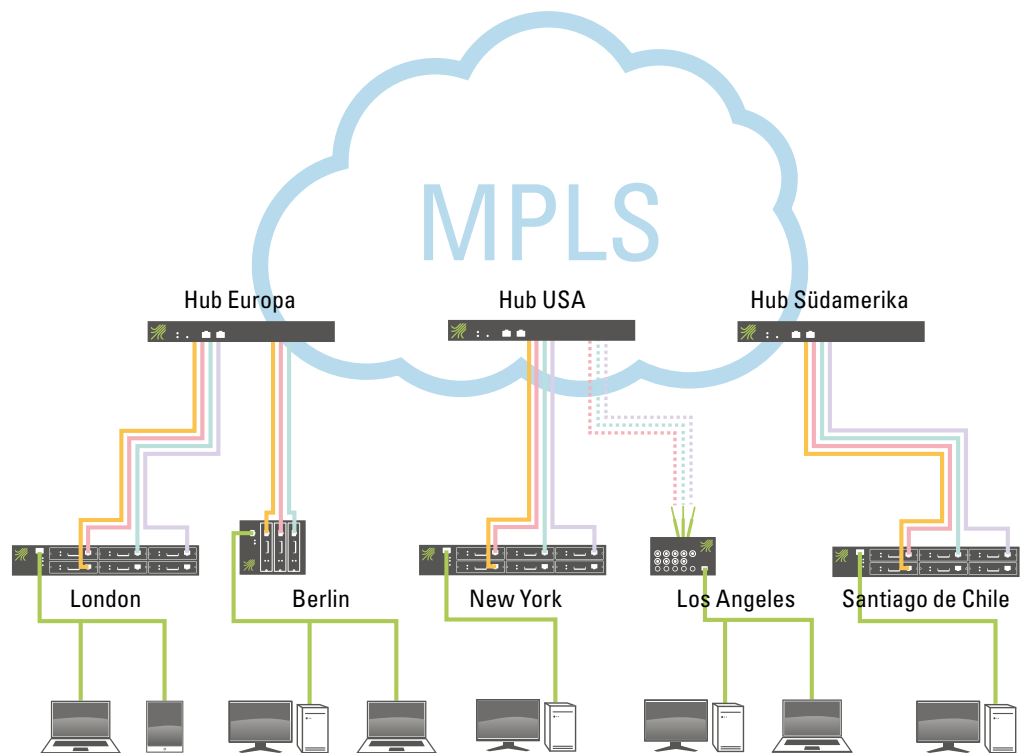 MPLS
Hub Europa
Hub USA
Hub Südamerika
London
Berlin
New York
Los Angeles
Santiago de Chile